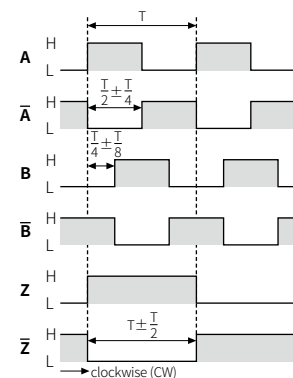 T
A H
L
A̅ H
L
T/2 ± T/4
T/4 ± T/8
B H
L
B̅ H
L
Z H
L
Z̅ H
L
T ± T/2
clockwise (CW)